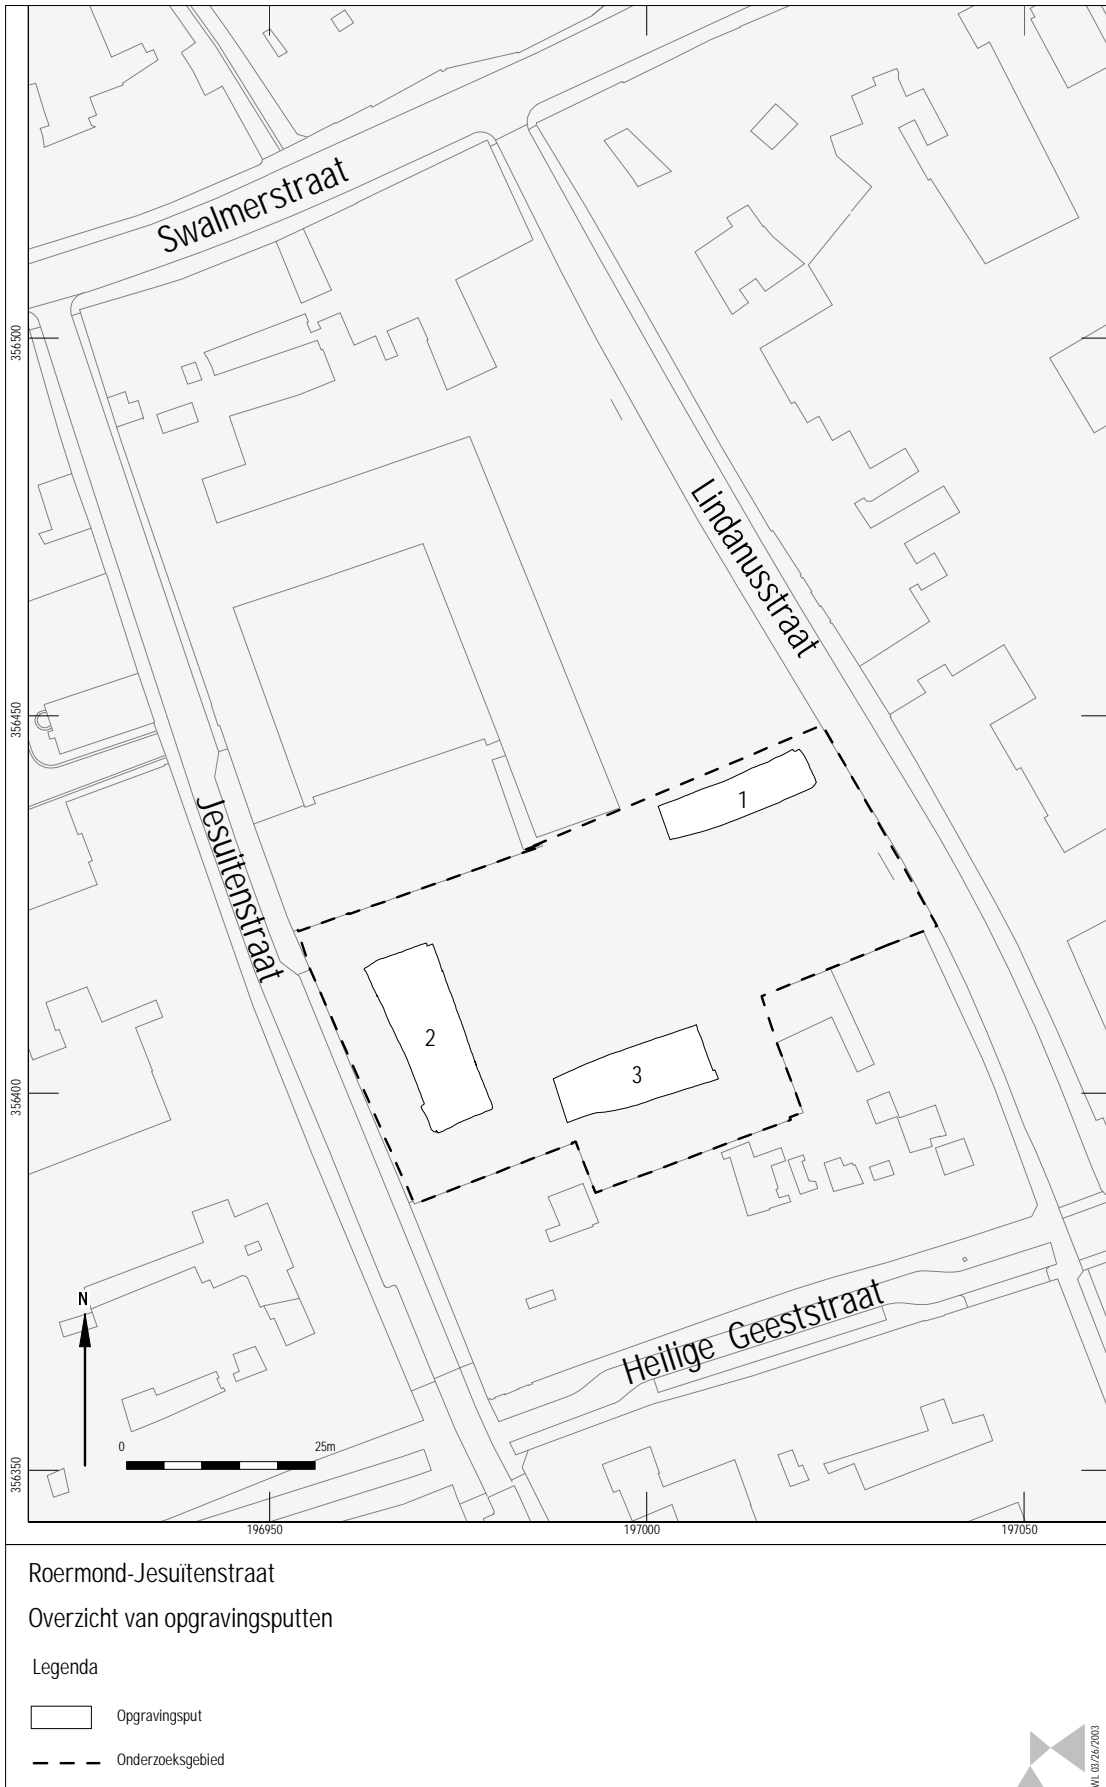 Swalmerstraat
356500
Lindanusstraat
356450
1
Jesuitenstraat
2
3
356400
N
Heilige Geeststraat
0 25m
356350
196950 197000 197050
Roermond-Jesuïtenstraat
Overzicht van opgravingsputten
Legenda
Opgravingsput
Onderzoeksgebied
WL 03/26/2003